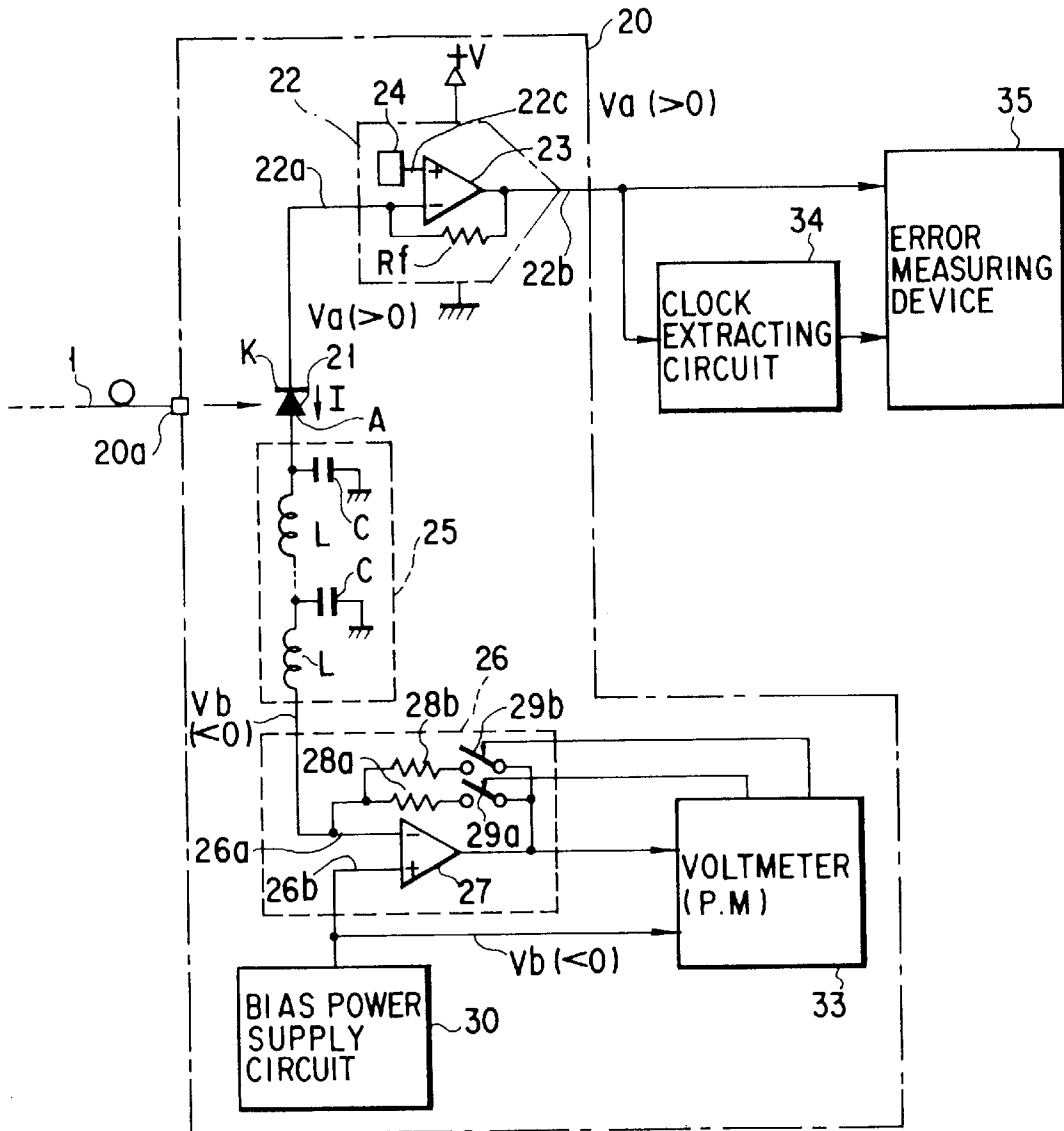 20
+V
22
24
22c
Va (>0)
23
35
22a
Rf
22b
34
ERROR
MEASURING
DEVICE
CLOCK
EXTRACTING
CIRCUIT
Va(>0)
K
21
1
I
A
20a
C
L
25
C
L
26
Vb
(<0)
28b
29b
28a
29a
26a
26b
27
VOLTMETER
(P.M)
Vb (<0)
33
BIAS POWER
SUPPLY
CIRCUIT
30
+
-
-
+